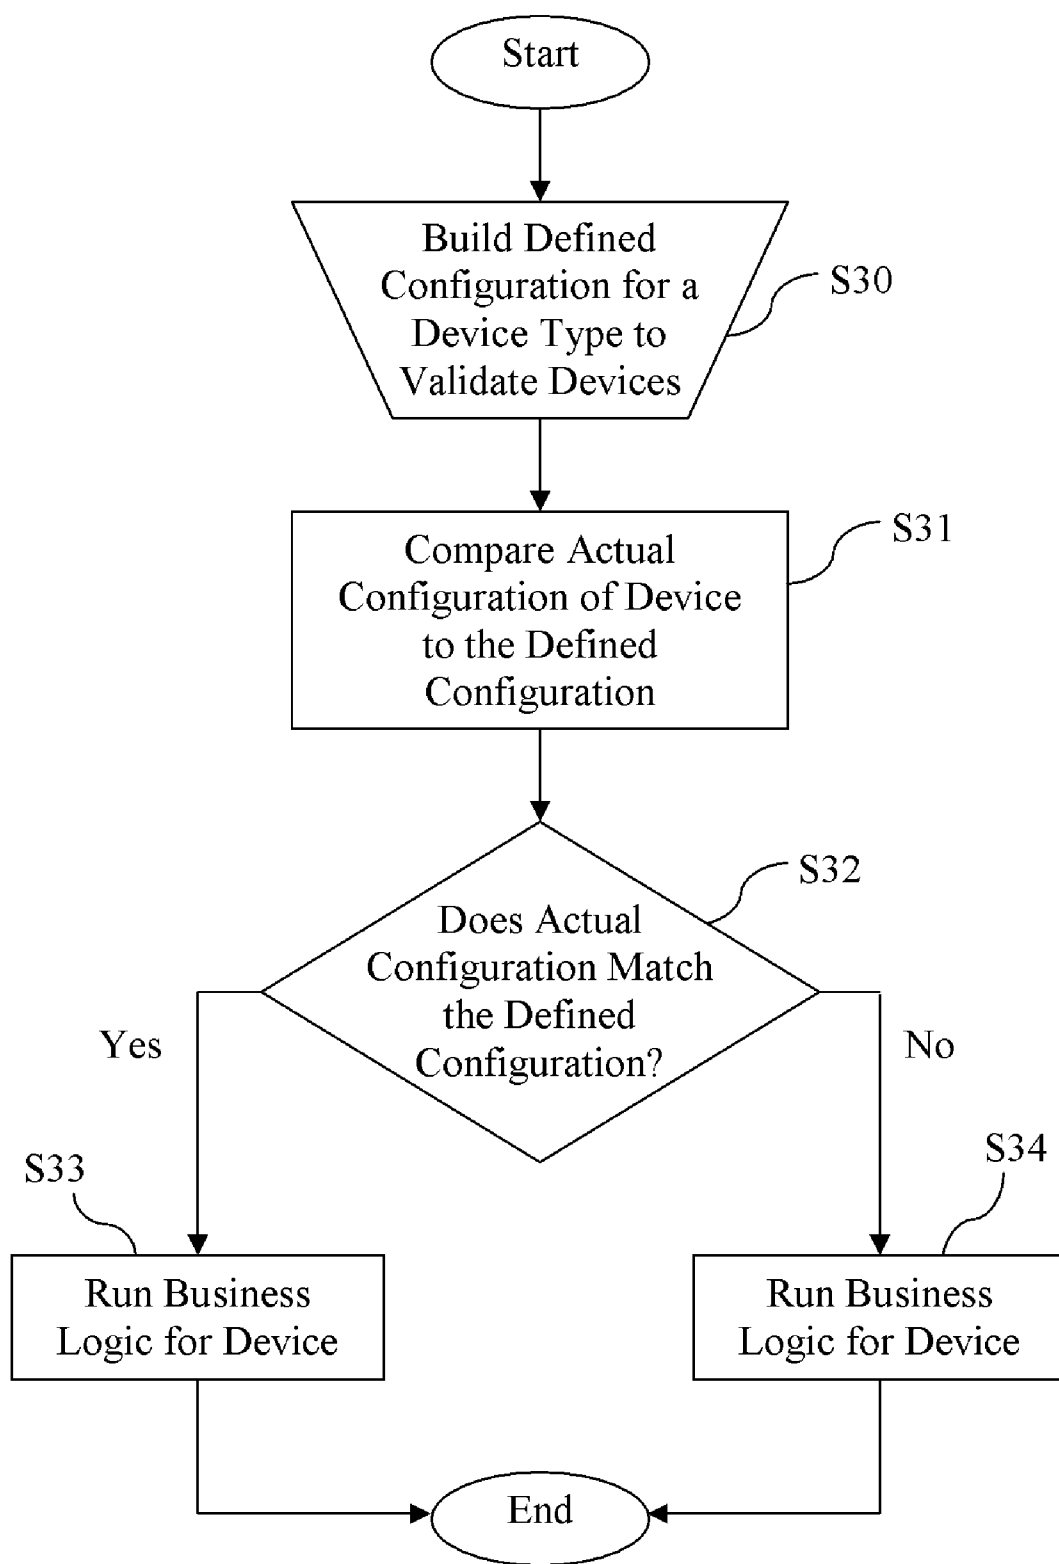 Start
Build Defined
Configuration for a
Device Type to
Validate Devices
S30
Compare Actual
Configuration of Device
to the Defined
Configuration
S31
Does Actual
Configuration Match
the Defined
Configuration?
S32
Yes
No
S33
S34
Run Business
Logic for Device
Run Business
Logic for Device
End